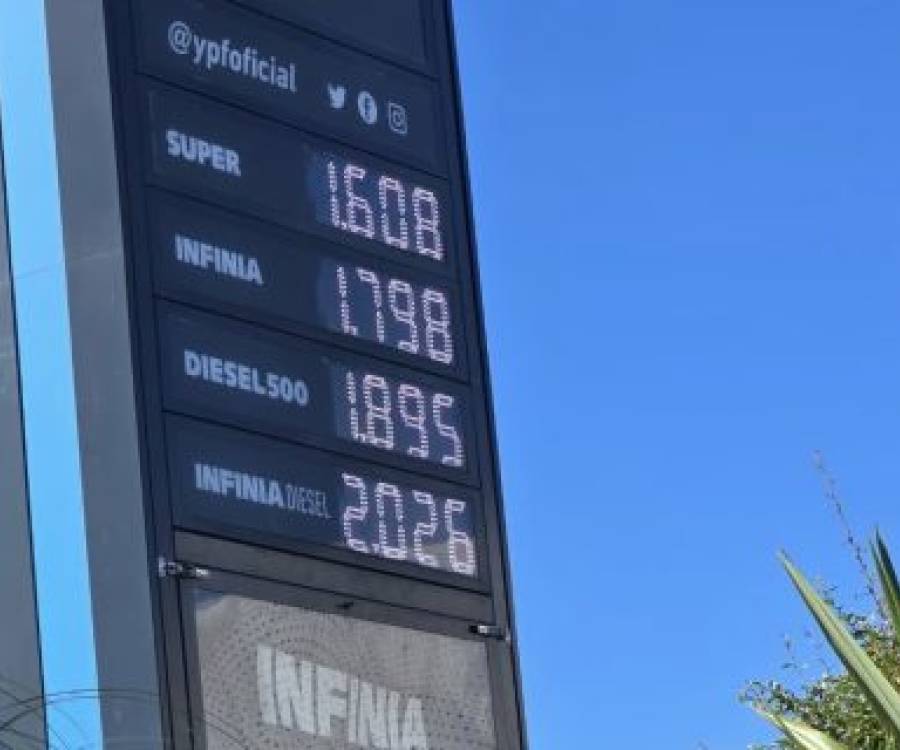 @ypfoficial
SUPER 1.608
INFINIA 1.798
DIESEL500 1.895
INFINIA DIESEL 2.026
INFINIA